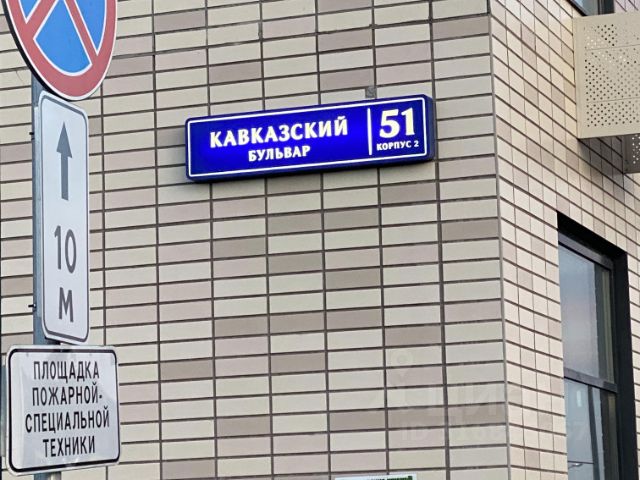 КАВКАЗСКИЙ
БУЛЬВАР
51
КОРПУС 2
10
М
ПЛОЩАДКА
ПОЖАРНОЙ-
СПЕЦИАЛЬНОЙ
ТЕХНИКИ